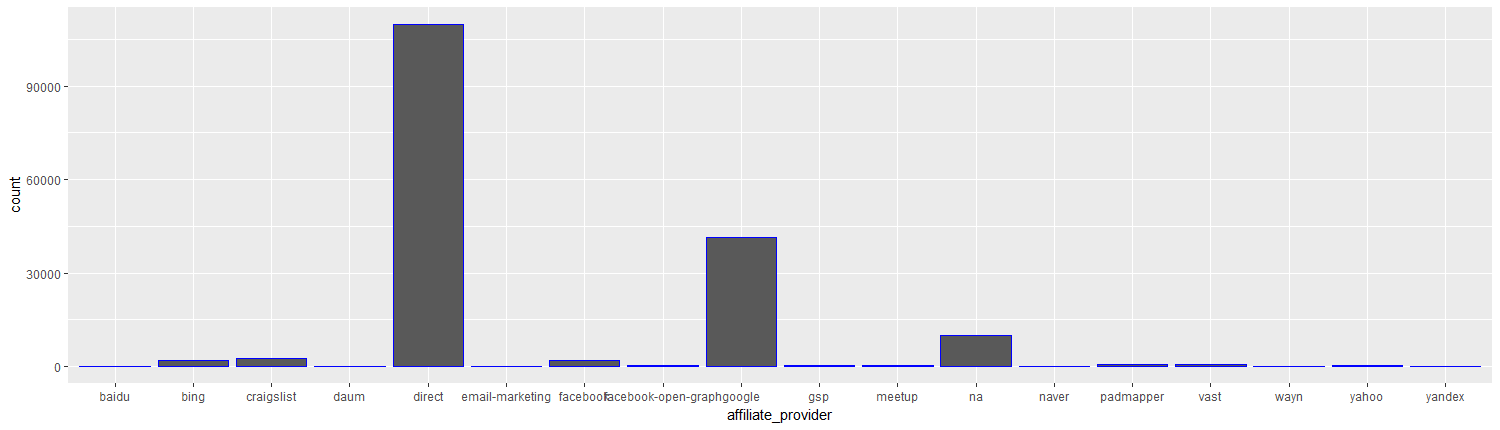 count
90000
60000
30000
0
baidu bing craigslist daum direct email-marketing facebook facebook-open-graph google gsp meetup na naver padmapper vast wayn yahoo yandex
affiliate_provider